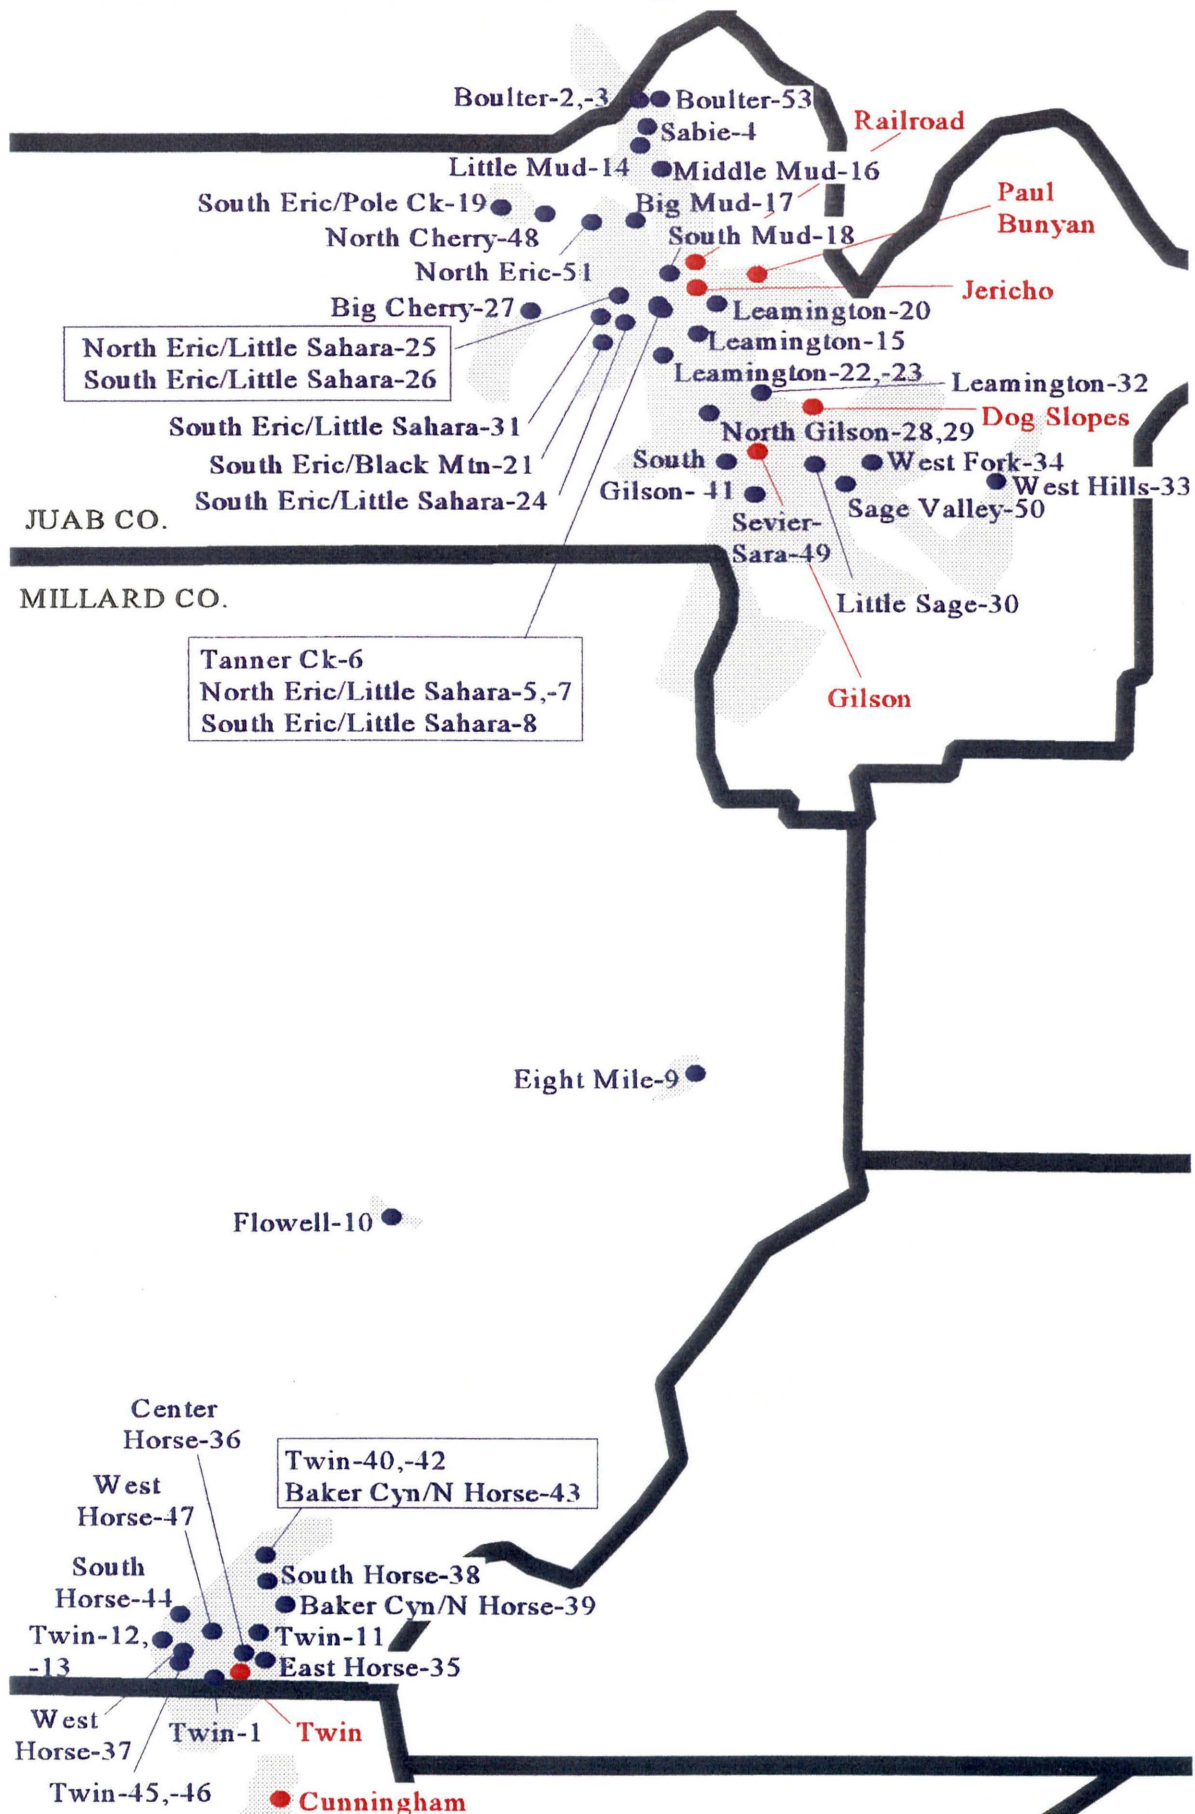 Boulter-2,-3
Boulter-53
Sabie-4
Railroad
Little Mud-14
Middle Mud-16
Paul
Bunyan
South Eric/Pole Ck-19
Big Mud-17
North Cherry-48
South Mud-18
North Eric-51
Jericho
Big Cherry-27
Leamington-20
North Eric/Little Sahara-25
South Eric/Little Sahara-26
Leamington-15
Leamington-22,-23
Leamington-32
Dog Slopes
South Eric/Little Sahara-31
North Gilson-28,29
South Eric/Black Mtn-21
South
Gilson-41
West Fork-34
West Hills-33
South Eric/Little Sahara-24
Sage Valley-50
JUAB CO.
Sevier-
Sara-49
MILLARD CO.
Little Sage-30
Tanner Ck-6
North Eric/Little Sahara-5,-7
South Eric/Little Sahara-8
Gilson
Eight Mile-9
Flowell-10
Center
Horse-36
Twin-40,-42
Baker Cyn/N Horse-43
West
Horse-47
South
Horse-44
South Horse-38
Baker Cyn/N Horse-39
Twin-12,
-13
Twin-11
East Horse-35
West
Horse-37
Twin-1
Twin
Twin-45,-46
Cunningham